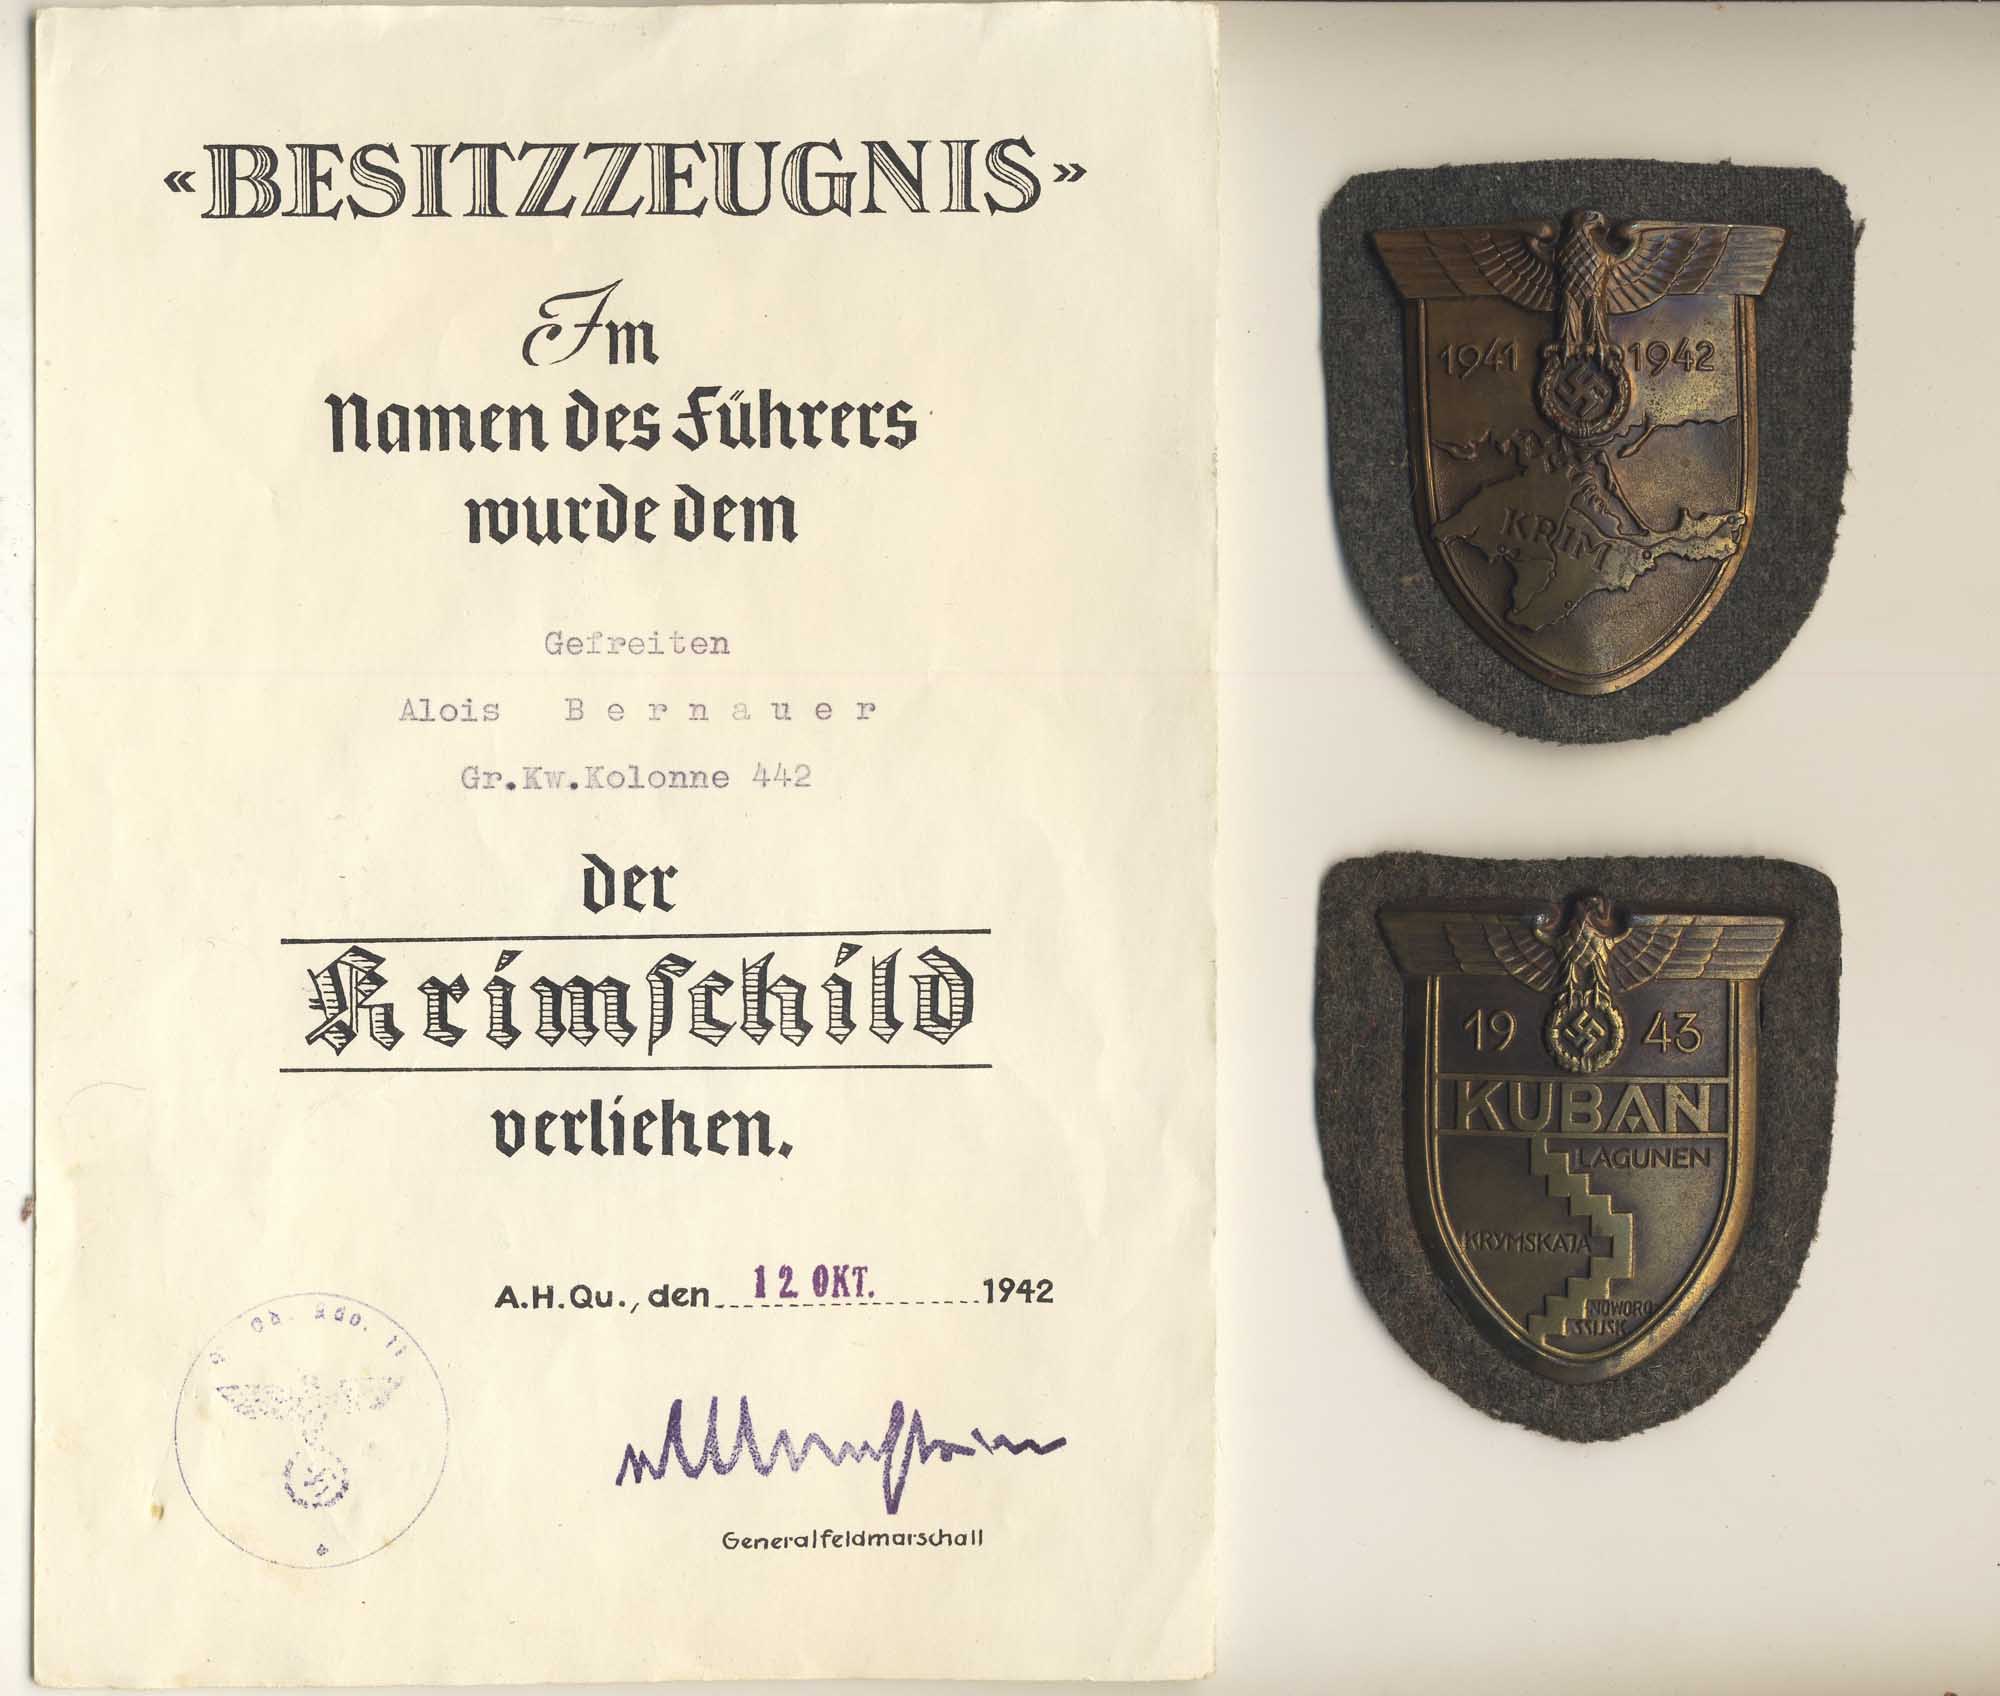 «BESITZZEUGNIS»
Im
Namen des Führers
wurde dem
Gefreiten
Alois Bernauer
Gr.Kw.Kolonne 442
der
Krimschild
verliehen.
A.H.Qu., den 12. OKT. 1942
Generalfeldmarschall
1941 1942
KRIM
19 43
KUBAN
LAGUNEN
KRYMSKAJA
NOWORO-
SSIJSK